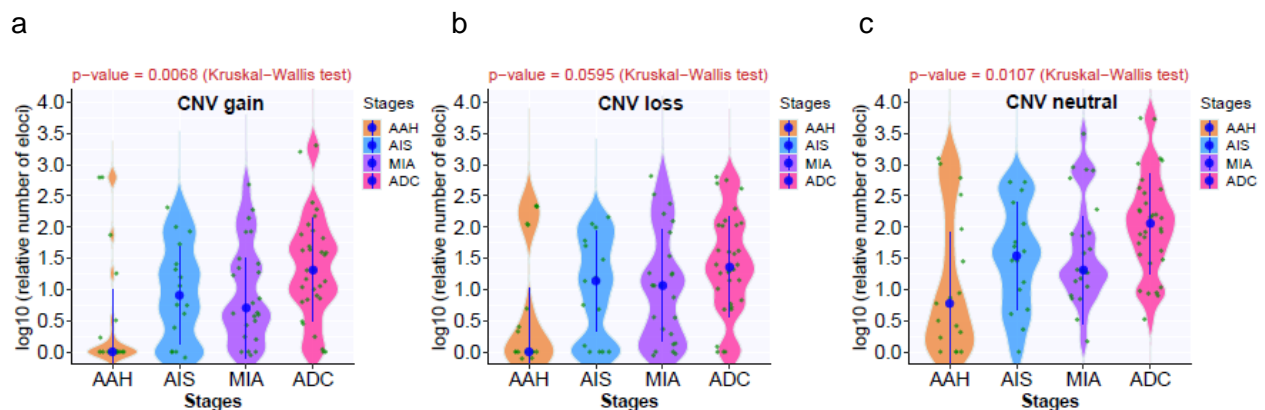 a
p-value = 0.0068 (Kruskal-Wallis test)
CNV gain
log10 (relative number of eloci)
4.0
3.5
3.0
2.5
2.0
1.5
1.0
0.5
0.0
AAH AIS MIA ADC
Stages
Stages
AAH
AIS
MIA
ADC
b
p-value = 0.0595 (Kruskal-Wallis test)
CNV loss
log10 (relative number of eloci)
4.0
3.5
3.0
2.5
2.0
1.5
1.0
0.5
0.0
AAH AIS MIA ADC
Stages
Stages
AAH
AIS
MIA
ADC
c
p-value = 0.0107 (Kruskal-Wallis test)
CNV neutral
log10 (relative number of eloci)
4.0
3.5
3.0
2.5
2.0
1.5
1.0
0.5
0.0
AAH AIS MIA ADC
Stages
Stages
AAH
AIS
MIA
ADC